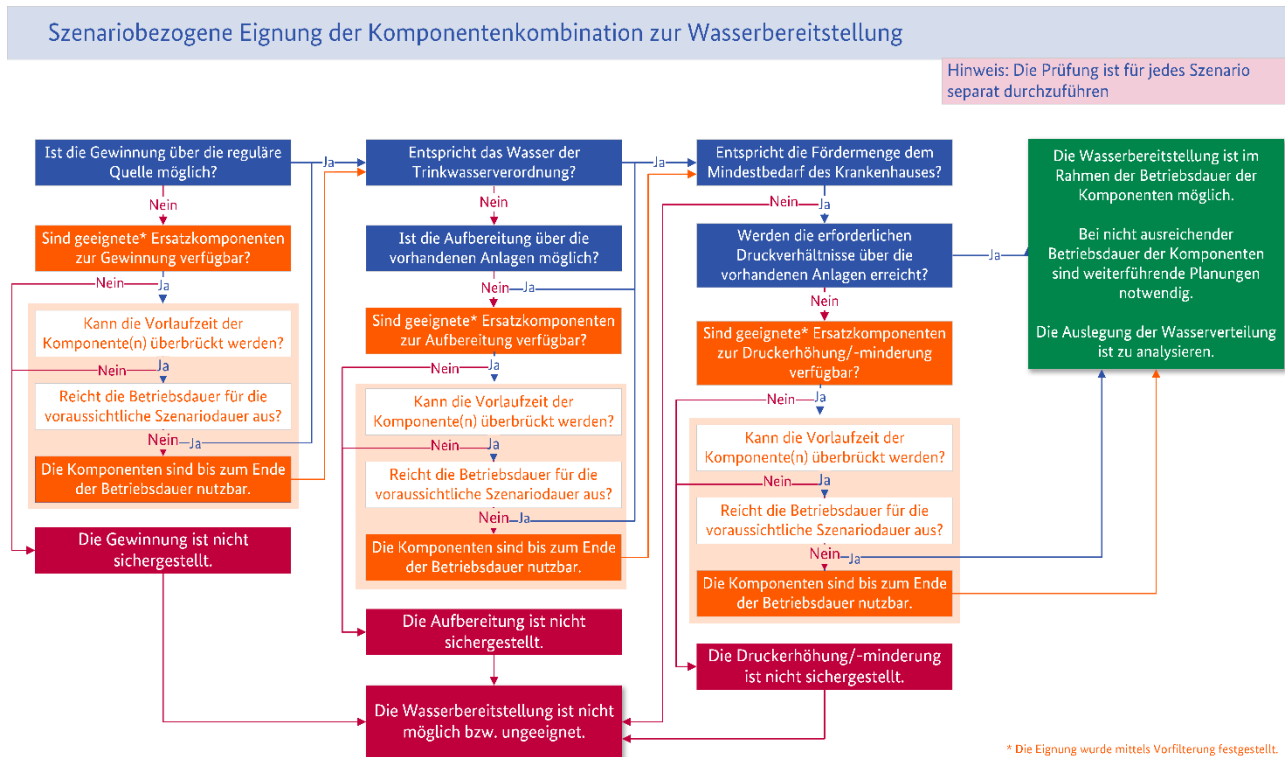 Szenariobezogene Eignung der Komponentenkombination zur Wasserbereitstellung
Hinweis: Die Prüfung ist für jedes Szenario
separat durchzuführen
Ist die Gewinnung über die reguläre
Quelle möglich?
Ja
Nein
Sind geeignete* Ersatzkomponenten
zur Gewinnung verfügbar?
Nein
Ja
Kann die Vorlaufzeit der
Komponente(n) überbrückt werden?
Nein
Ja
Reicht die Betriebsdauer für die
voraussichtliche Szenariodauer aus?
Nein
Ja
Die Komponenten sind bis zum Ende
der Betriebsdauer nutzbar.
Die Gewinnung ist nicht
sichergestellt.
Entspricht das Wasser der
Trinkwasserverordnung?
Ja
Nein
Ist die Aufbereitung über die
vorhandenen Anlagen möglich?
Nein
Ja
Sind geeignete* Ersatzkomponenten
zur Aufbereitung verfügbar?
Nein
Ja
Kann die Vorlaufzeit der
Komponente(n) überbrückt werden?
Nein
Ja
Reicht die Betriebsdauer für die
voraussichtliche Szenariodauer aus?
Nein
Ja
Die Komponenten sind bis zum Ende
der Betriebsdauer nutzbar.
Die Aufbereitung ist nicht
sichergestellt.
Die Wasserbereitstellung ist nicht
möglich bzw. ungeeignet.
Entspricht die Fördermenge dem
Mindestbedarf des Krankenhauses?
Nein
Ja
Werden die erforderlichen
Druckverhältnisse über die
vorhandenen Anlagen erreicht?
Ja
Nein
Sind geeignete* Ersatzkomponenten
zur Druckerhöhung/-minderung
verfügbar?
Nein
Ja
Kann die Vorlaufzeit der
Komponente(n) überbrückt werden?
Nein
Ja
Reicht die Betriebsdauer für die
voraussichtliche Szenariodauer aus?
Nein
Ja
Die Komponenten sind bis zum Ende
der Betriebsdauer nutzbar.
Die Druckerhöhung/-minderung
ist nicht sichergestellt.
Die Wasserbereitstellung ist im
Rahmen der Betriebsdauer der
Komponenten möglich.
Bei nicht ausreichender
Betriebsdauer der Komponenten
sind weiterführende Planungen
notwendig.
Die Auslegung der Wasserverteilung
ist zu analysieren.
* Die Eignung wurde mittels Vorfilterung festgestellt.